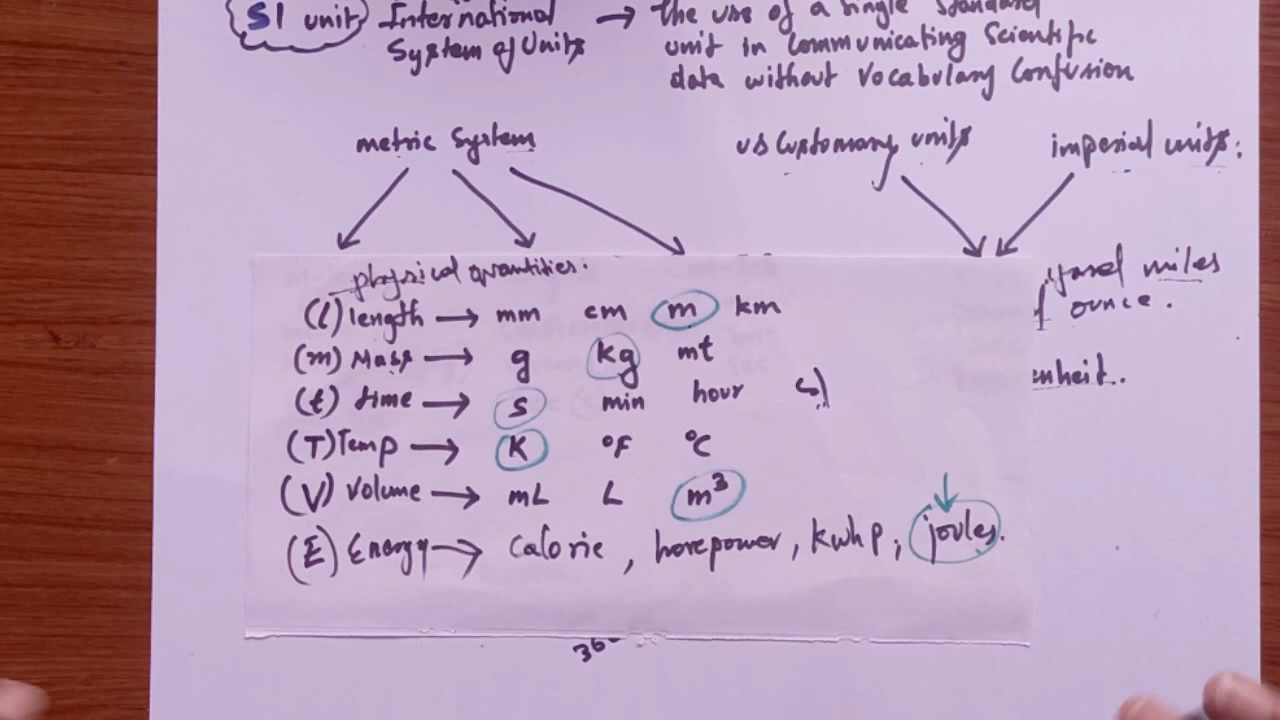 SI unit International → the use of a single standard
System of Units unit in Communicating Scientific
data without vocabulary Confusion
metric System us Customary units imperial units.
physical quantities.
yard miles
(l) length → mm cm m km
ounce.
(m) Mass → g kg mt
enheit..
(t) time → s min hour
(T) Temp → K °F °C
(V) Volume → mL L m³
(E) Energy → Calorie, horepower, kwhp, joules.
36